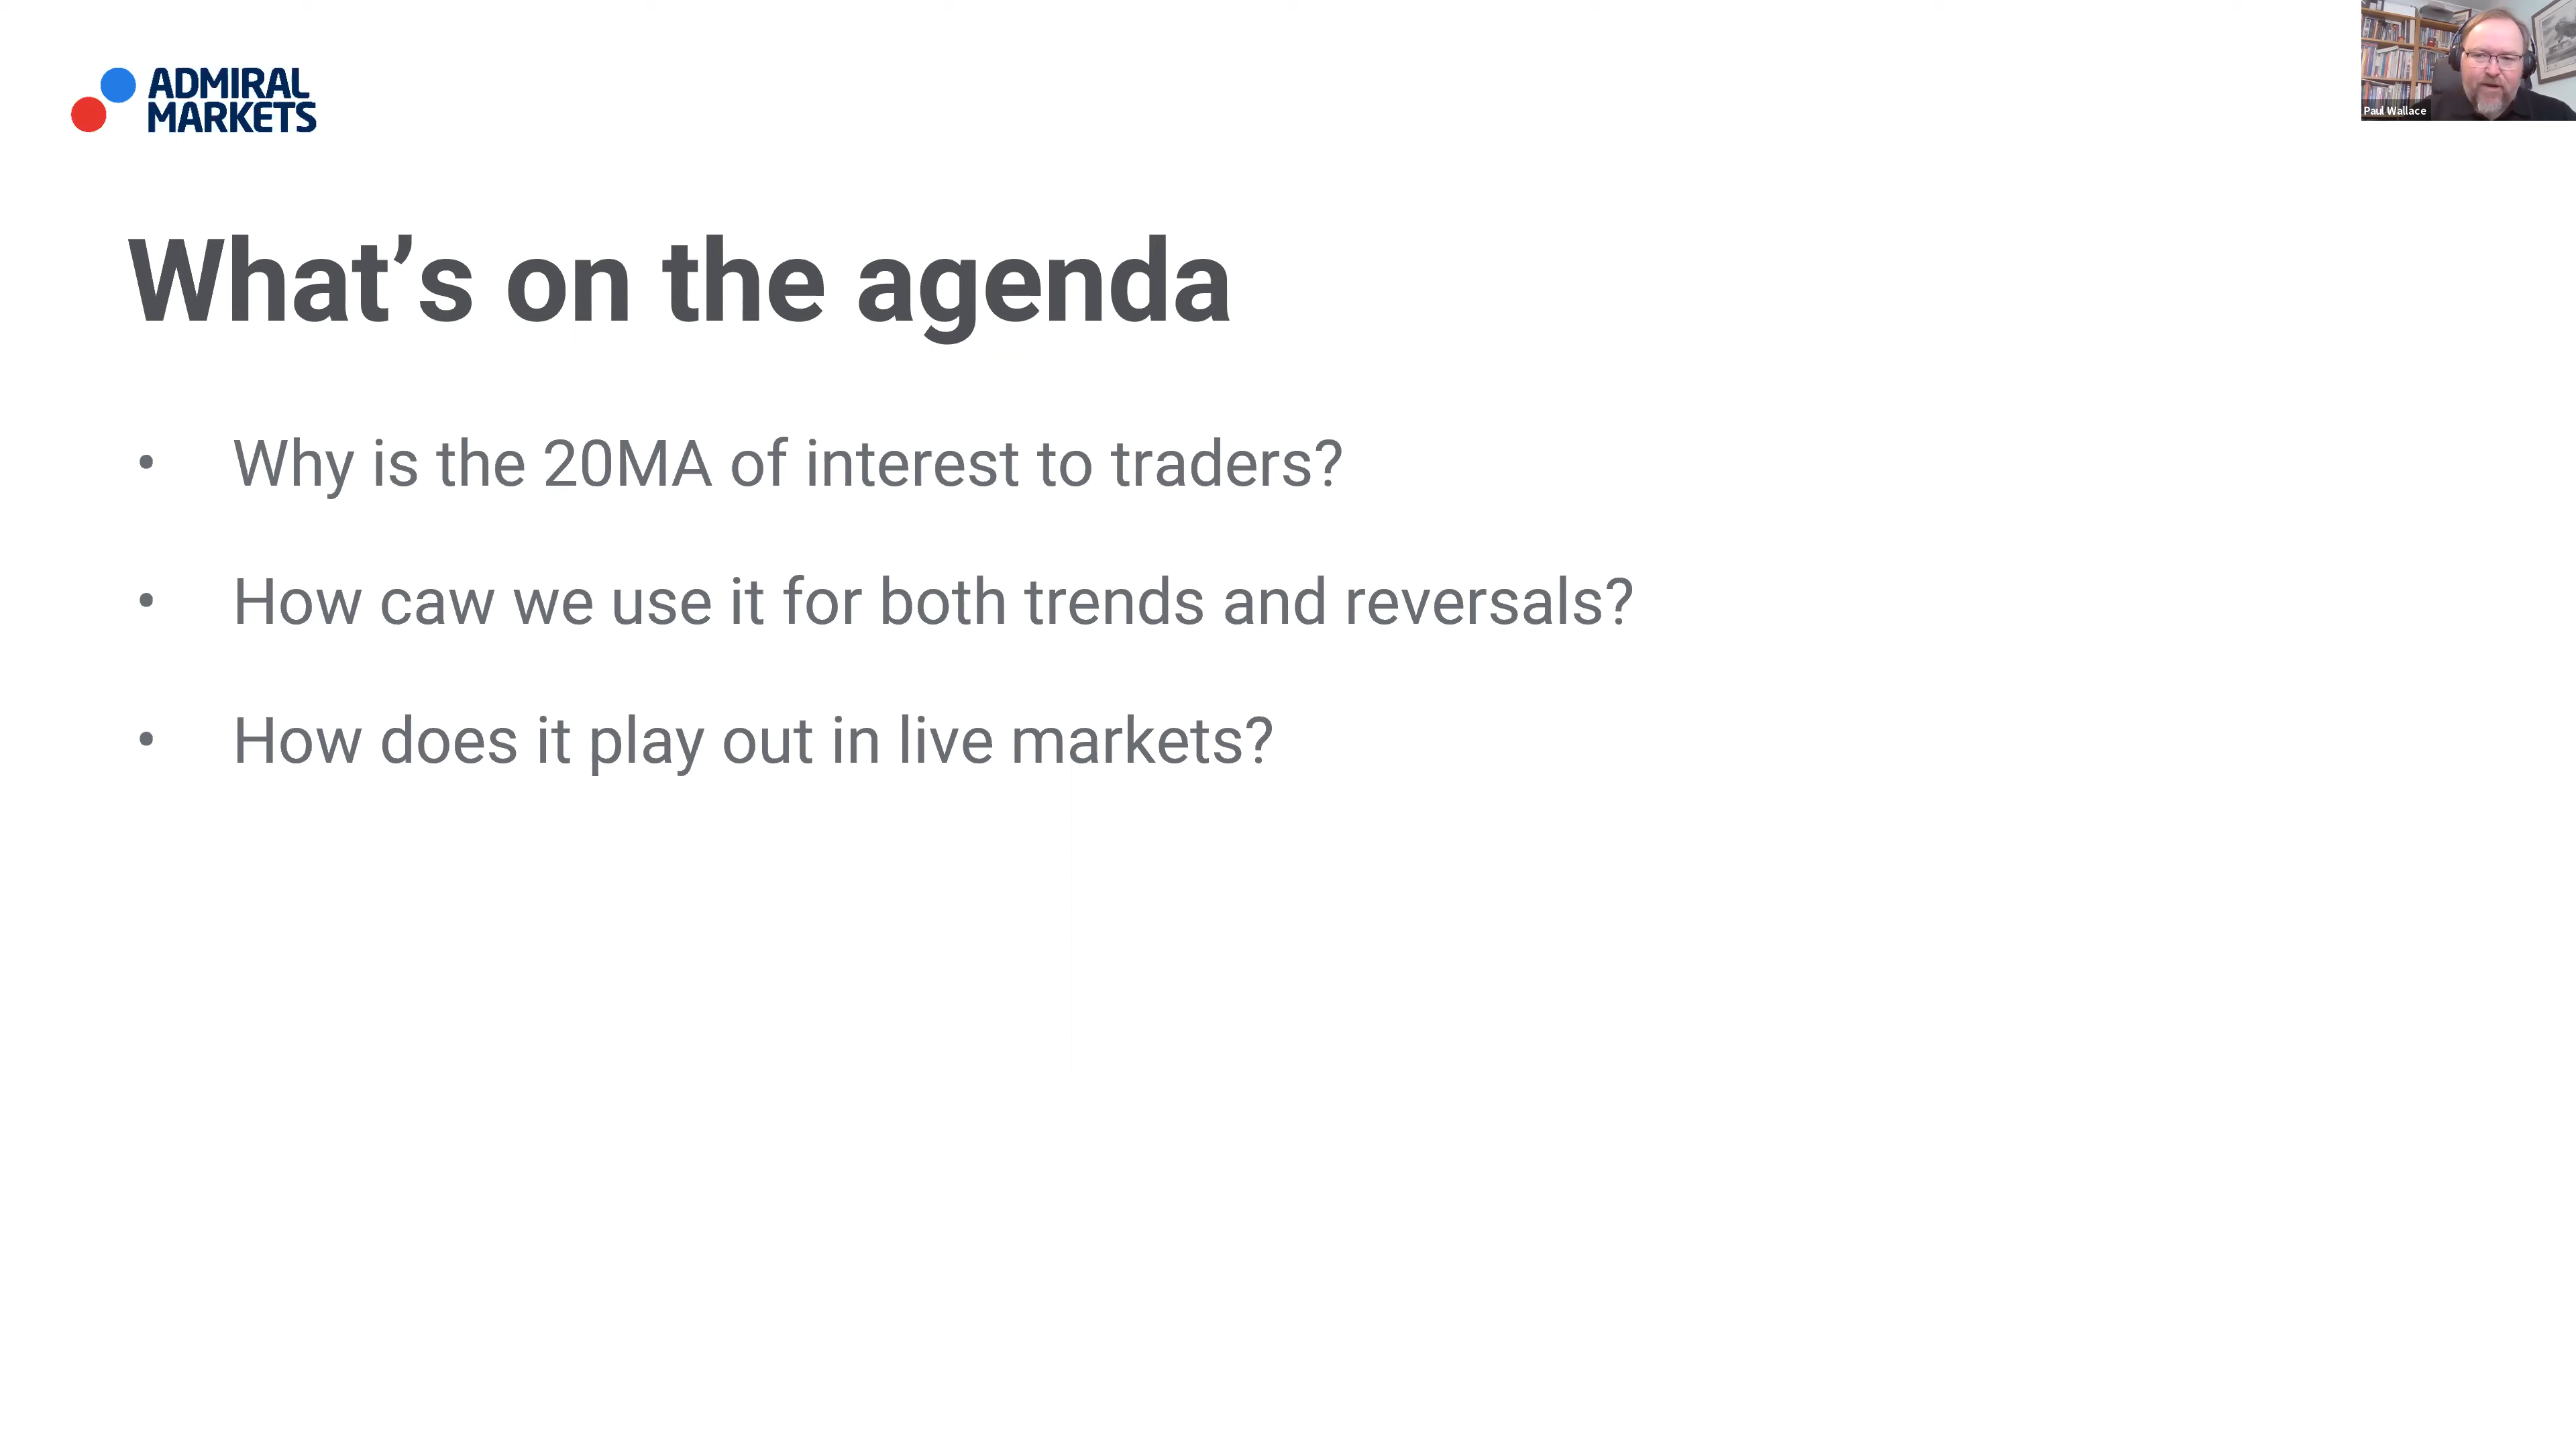 ADMIRAL
MARKETS
Paul Wallace
What’s on the agenda
• Why is the 20MA of interest to traders?
• How caw we use it for both trends and reversals?
• How does it play out in live markets?